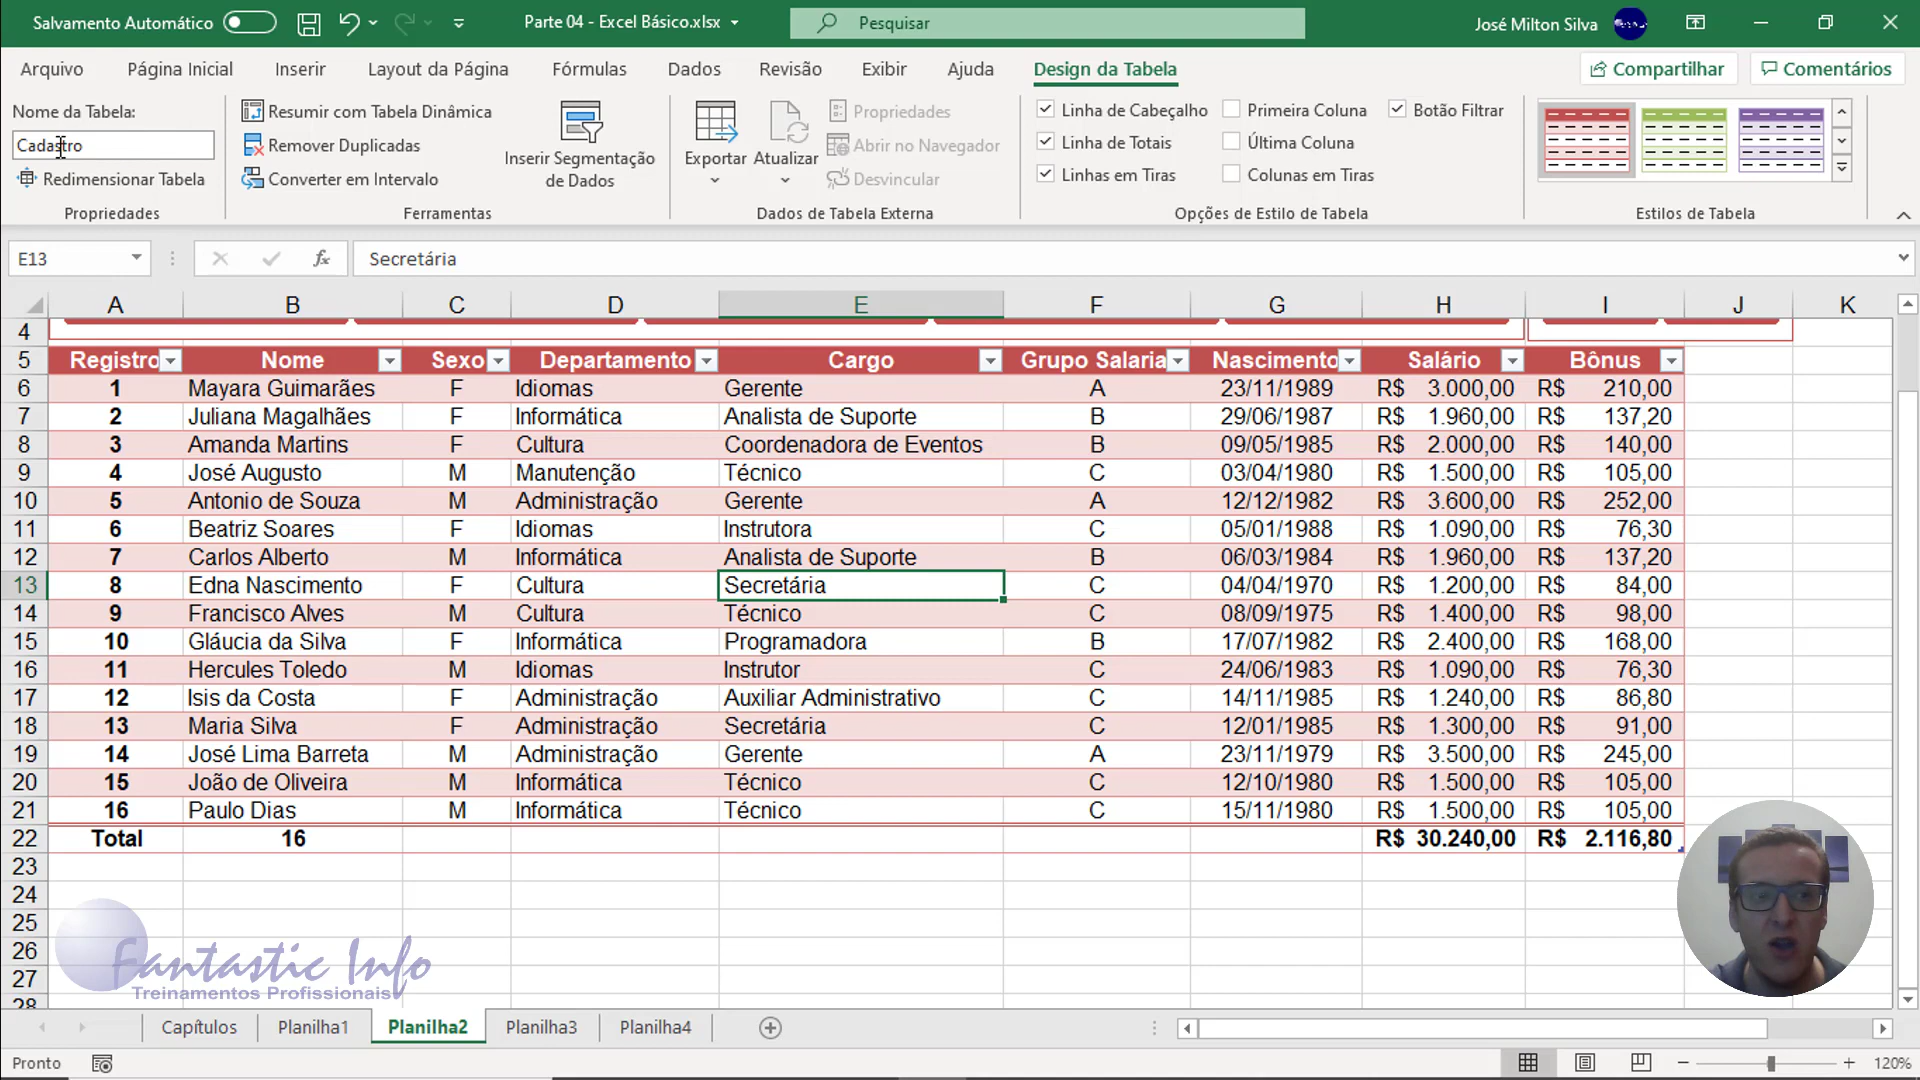 Salvamento Automático
Parte 04 - Excel Básico.xlsx
Pesquisar
José Milton Silva
Arquivo Página Inicial Inserir Layout da Página Fórmulas Dados Revisão Exibir Ajuda Design da Tabela Compartilhar Comentários
Nome da Tabela:
Cadastro
Redimensionar Tabela
Propriedades
Resumir com Tabela Dinâmica
Remover Duplicadas
Converter em Intervalo
Inserir Segmentação
de Dados
Ferramentas
Exportar Atualizar
Propriedades
Abrir no Navegador
Desvincular
Dados de Tabela Externa
Linha de Cabeçalho Primeira Coluna Botão Filtrar
Linha de Totais Última Coluna
Linhas em Tiras Colunas em Tiras
Opções de Estilo de Tabela
Estilos de Tabela
E13 fx Secretária
A B C D E F G H I J K
4
5 Registro Nome Sexo Departamento Cargo Grupo Salaria Nascimento Salário Bônus
6 1 Mayara Guimarães F Idiomas Gerente A 23/11/1989 R$ 3.000,00 R$ 210,00
7 2 Juliana Magalhães F Informática Analista de Suporte B 29/06/1987 R$ 1.960,00 R$ 137,20
8 3 Amanda Martins F Cultura Coordenadora de Eventos B 09/05/1985 R$ 2.000,00 R$ 140,00
9 4 José Augusto M Manutenção Técnico C 03/04/1980 R$ 1.500,00 R$ 105,00
10 5 Antonio de Souza M Administração Gerente A 12/12/1982 R$ 3.600,00 R$ 252,00
11 6 Beatriz Soares F Idiomas Instrutora C 05/01/1988 R$ 1.090,00 R$ 76,30
12 7 Carlos Alberto M Informática Analista de Suporte B 06/03/1984 R$ 1.960,00 R$ 137,20
13 8 Edna Nascimento F Cultura Secretária C 04/04/1970 R$ 1.200,00 R$ 84,00
14 9 Francisco Alves M Cultura Técnico C 08/09/1975 R$ 1.400,00 R$ 98,00
15 10 Gláucia da Silva F Informática Programadora B 17/07/1982 R$ 2.400,00 R$ 168,00
16 11 Hercules Toledo M Idiomas Instrutor C 24/06/1983 R$ 1.090,00 R$ 76,30
17 12 Isis da Costa F Administração Auxiliar Administrativo C 14/11/1985 R$ 1.240,00 R$ 86,80
18 13 Maria Silva F Administração Secretária C 12/01/1985 R$ 1.300,00 R$ 91,00
19 14 José Lima Barreta M Administração Gerente A 23/11/1979 R$ 3.500,00 R$ 245,00
20 15 João de Oliveira M Informática Técnico C 12/10/1980 R$ 1.500,00 R$ 105,00
21 16 Paulo Dias M Informática Técnico C 15/11/1980 R$ 1.500,00 R$ 105,00
22 Total 16 R$ 30.240,00 R$ 2.116,80
23
24
25
26
27
28
Fantastic Info
Treinamentos Profissionais
Capítulos Planilha1 Planilha2 Planilha3 Planilha4
Pronto
120%